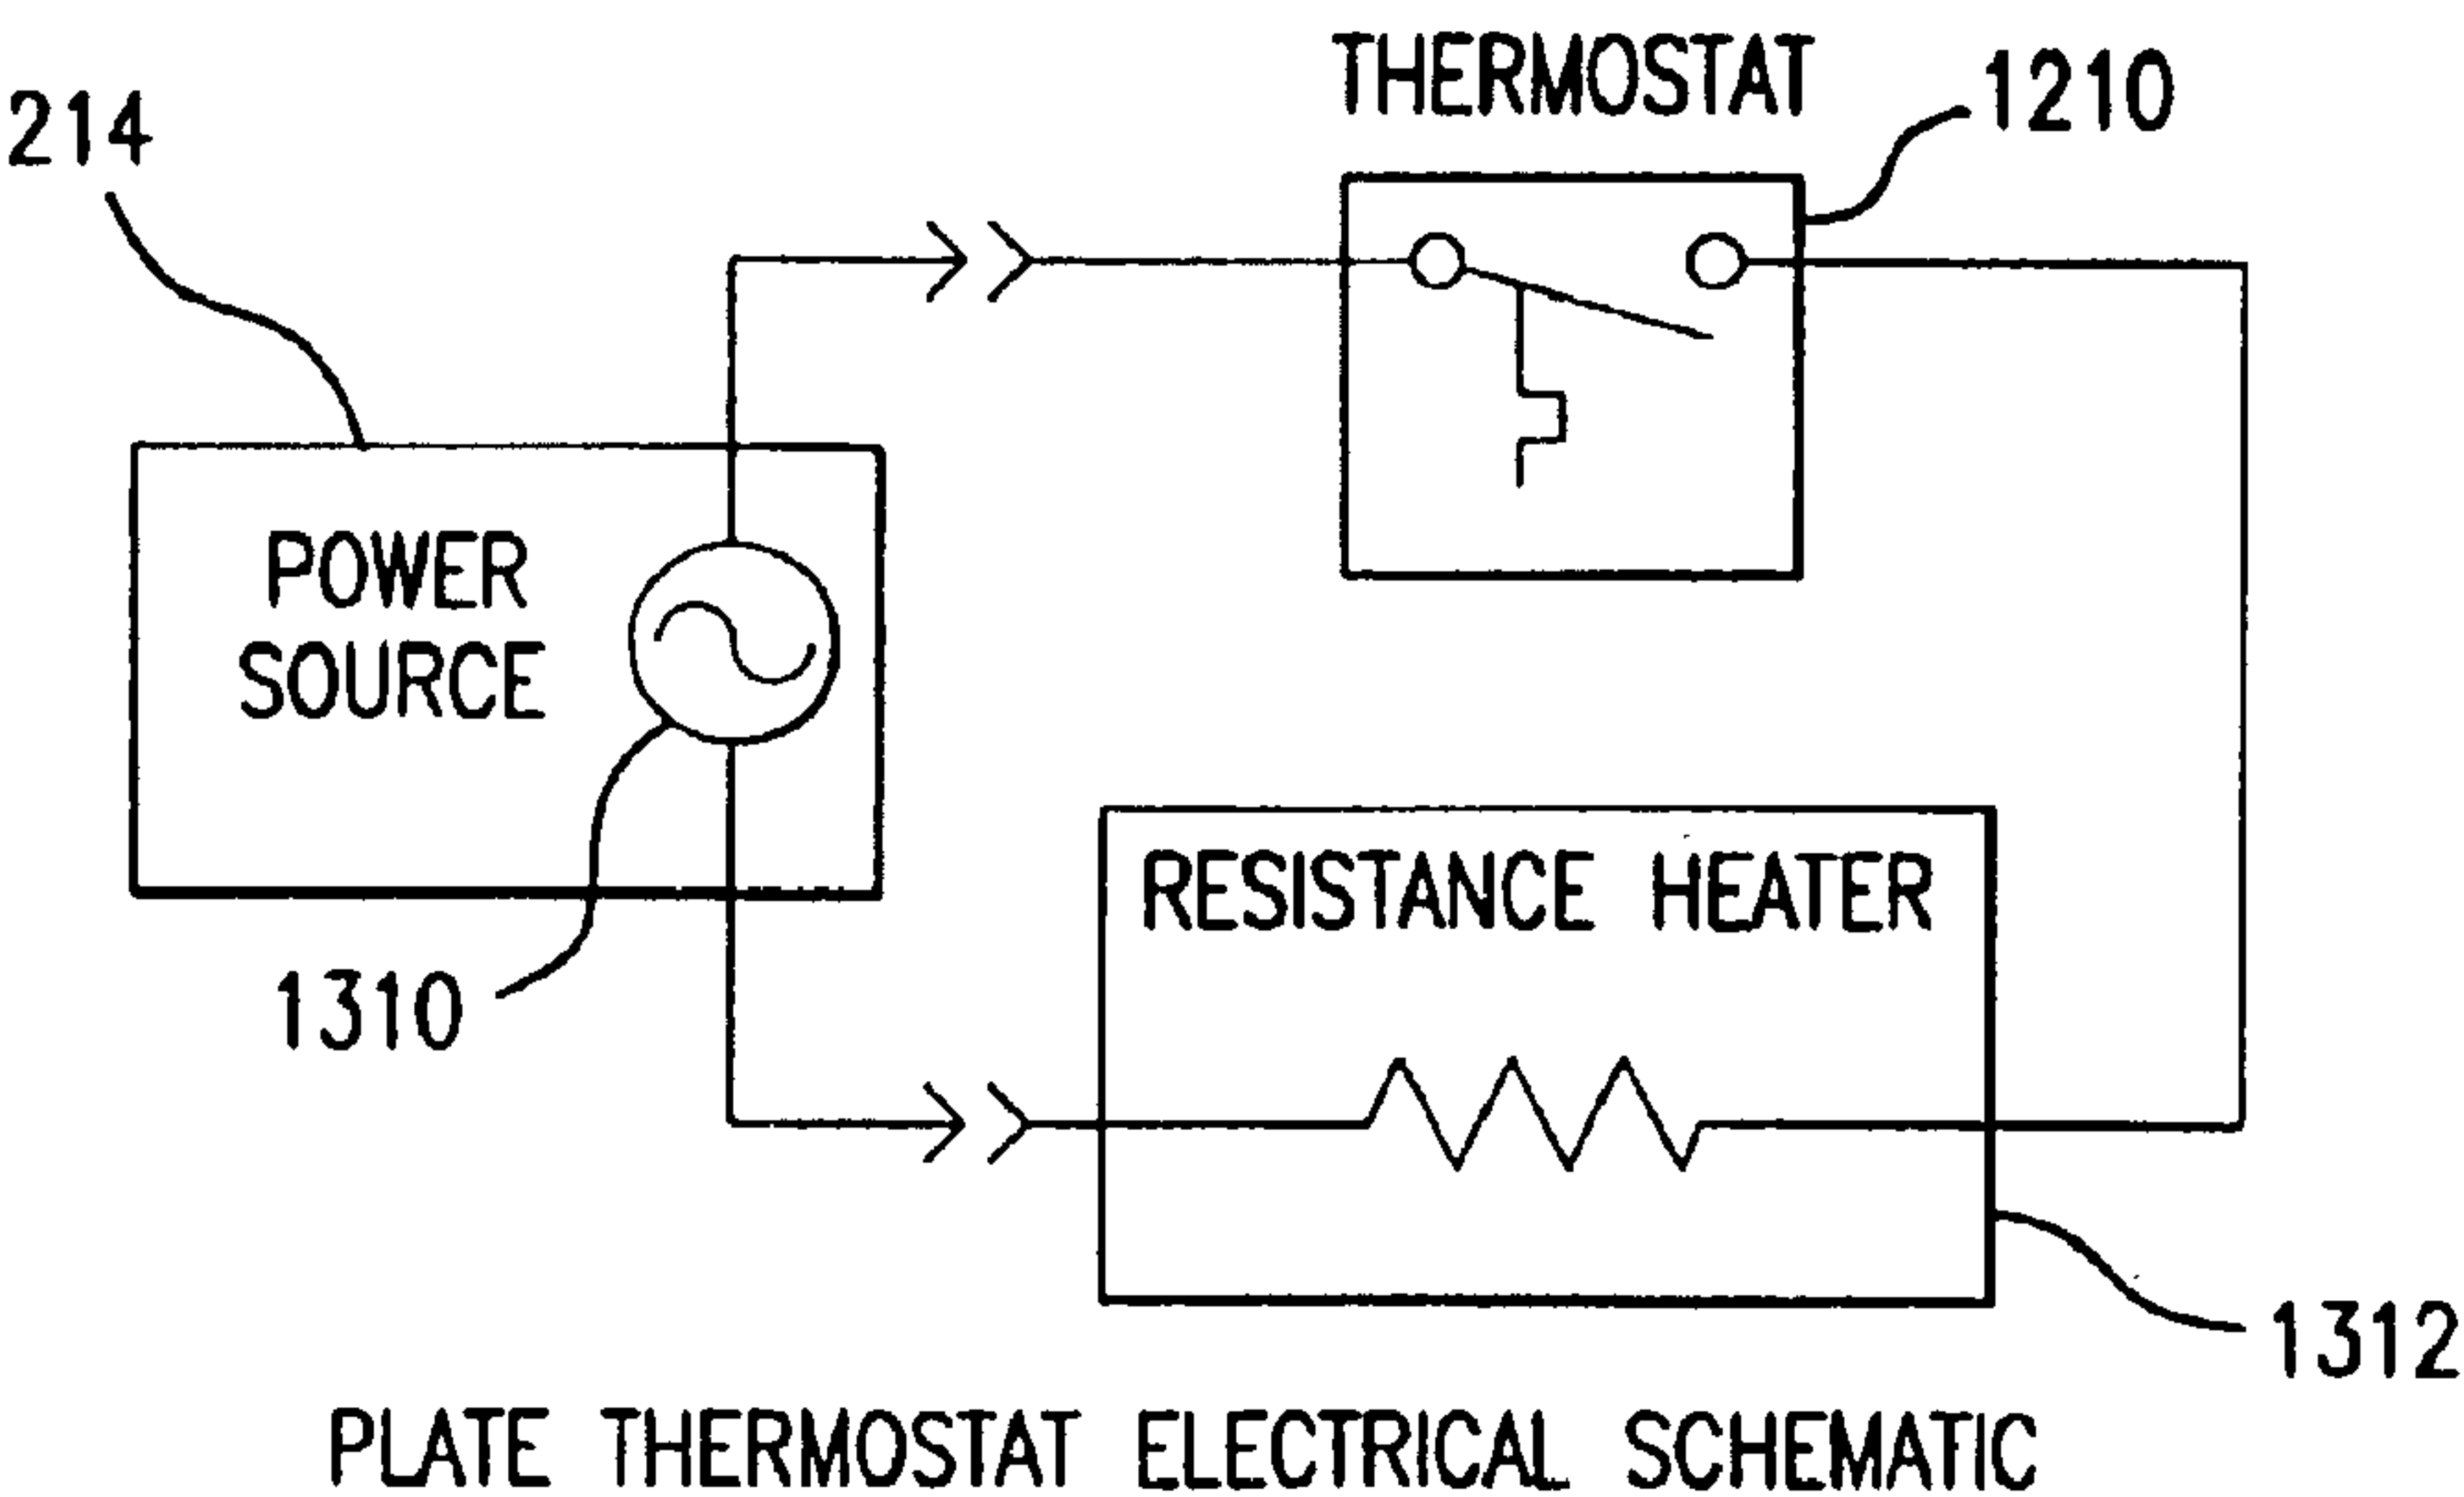 THERMOSTAT
1210
214
POWER
SOURCE
1310
RESISTANCE HEATER
1312
PLATE THERMOSTAT ELECTRICAL SCHEMATIC